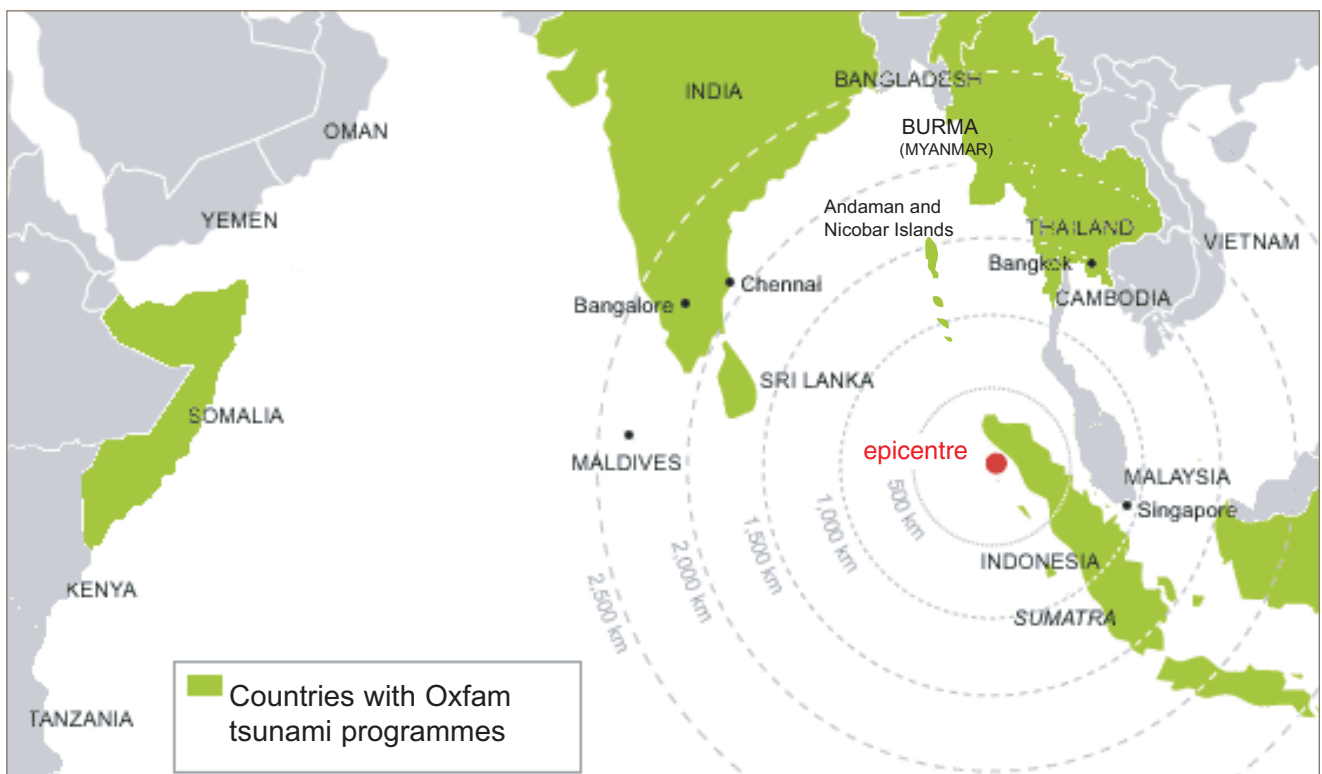 INDIA
BANGLADESH
OMAN
BURMA
(MYANMAR)
YEMEN
Andaman and
Nicobar Islands
THAILAND
VIETNAM
Bangkok
Chennai
Bangalore
CAMBODIA
SRI LANKA
SOMALIA
epicentre
MALDIVES
MALAYSIA
Singapore
500 km
1,000 km
1,500 km
2,000 km
2,500 km
INDONESIA
KENYA
SUMATRA
Countries with Oxfam
tsunami programmes
TANZANIA